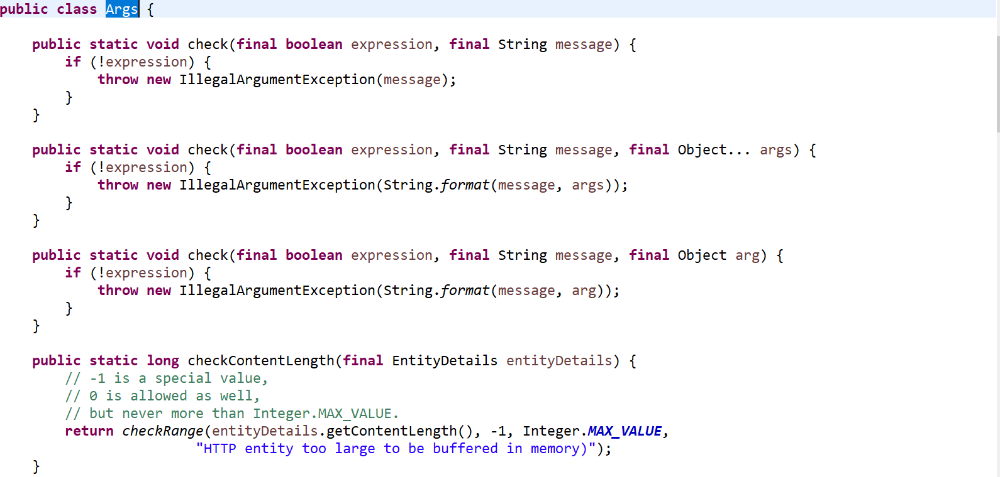 public class Args {
public static void check(final boolean expression, final String message) {
if (!expression) {
throw new IllegalArgumentException(message);
}
}
public static void check(final boolean expression, final String message, final Object... args) {
if (!expression) {
throw new IllegalArgumentException(String.format(message, args));
}
}
public static void check(final boolean expression, final String message, final Object arg) {
if (!expression) {
throw new IllegalArgumentException(String.format(message, arg));
}
}
public static long checkContentLength(final EntityDetails entityDetails) {
// -1 is a special value,
// 0 is allowed as well,
// but never more than Integer.MAX_VALUE.
return checkRange(entityDetails.getContentLength(), -1, Integer.MAX_VALUE,
"HTTP entity too large to be buffered in memory)");
}